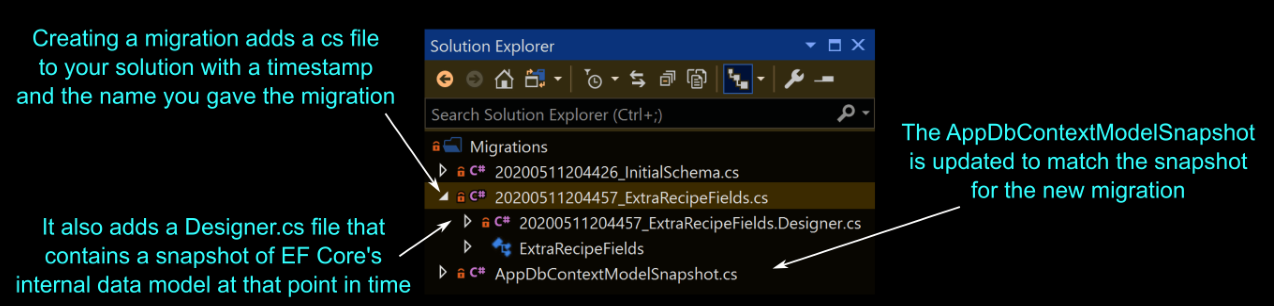 Creating a migration adds a cs file
to your solution with a timestamp
and the name you gave the migration
It also adds a Designer.cs file that
contains a snapshot of EF Core's
internal data model at that point in time
Solution Explorer
Search Solution Explorer (Ctrl+;)
Migrations
C# 20200511204426_InitialSchema.cs
C# 20200511204457_ExtraRecipeFields.cs
C# 20200511204457_ExtraRecipeFields.Designer.cs
ExtraRecipeFields
C# AppDbContextModelSnapshot.cs
The AppDbContextModelSnapshot
is updated to match the snapshot
for the new migration